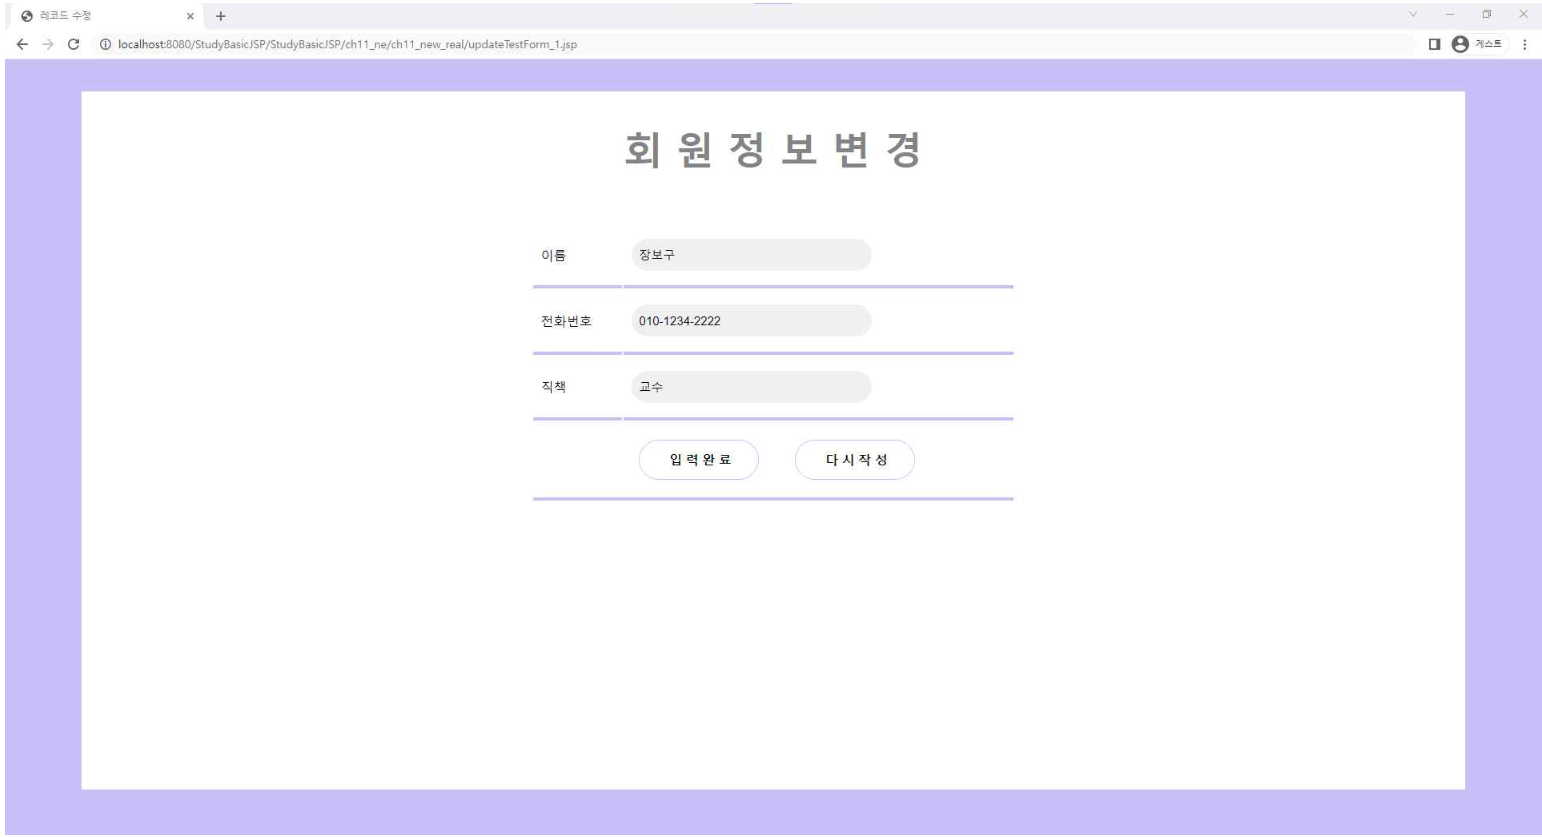 레코드 수정
localhost:8080/StudyBasicJSP/StudyBasicJSP/ch11_ne/ch11_new_real/updateTestForm_1.jsp
게스트
회 원 정 보 변 경
이름 장보구
전화번호 010-1234-2222
직책 교수
입 력 완 료 다 시 작 성